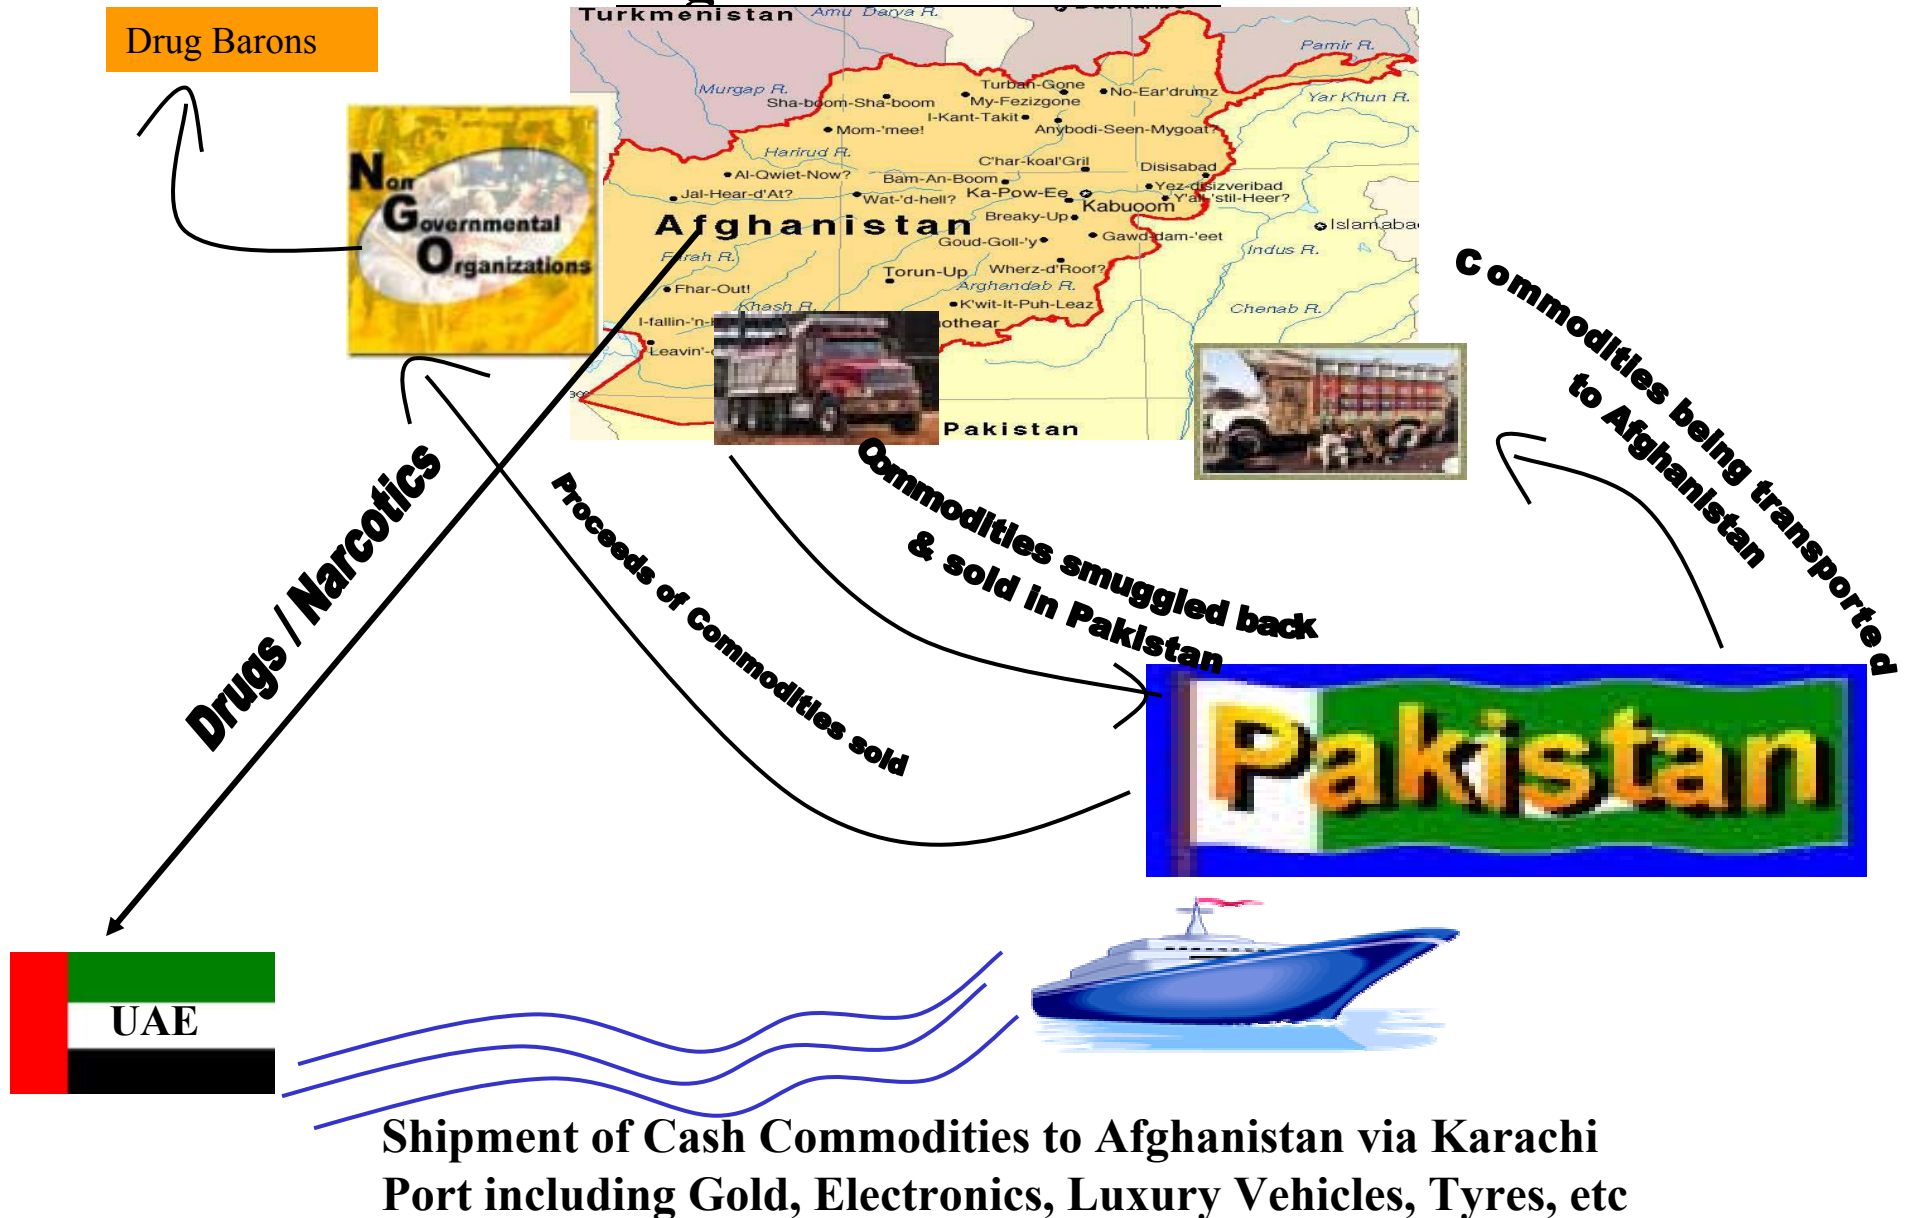 Drug Barons
Turkmenistan
Amu Darya R.
Pamir R.
Murgap R.
Turban-Gone
No-Ear'drumz
Yar Khun R.
Sha-boom-Sha-boom
My-Fezizgone
I-Kant-Takit
Mom-'mee!
Anybodi-Seen-Mygoat?
Harirud R.
C'har-koal'Gril
Disisabad
Al-Qwiet-Now?
Bam-An-Boom
Jal-Hear-d'At?
Wat-'d-hell?
Ka-Pow-Ee
Yez-disizveribad
Y'all-'stil-Heer?
Kabuoom
Breaky-Up
Afghanistan
Islamaba
Goud-Goll-'y
Gawd-dam-'eet
Indus R.
Farah R.
Torun-Up
Wherz-d'Roof?
Fhar-Out!
Arghandab R.
Khash R.
K'wit-It-Puh-Leaz
Chenab R.
I-fallin-'n-
othear
Leavin'-
Pakistan
Non
Governmental
Organizations
Commodities being transported
to Afghanistan
Commodities smuggled back
& sold in Pakistan
Proceeds of Commodities sold
Drugs / Narcotics
Pakistan
UAE
Shipment of Cash Commodities to Afghanistan via Karachi
Port including Gold, Electronics, Luxury Vehicles, Tyres, etc